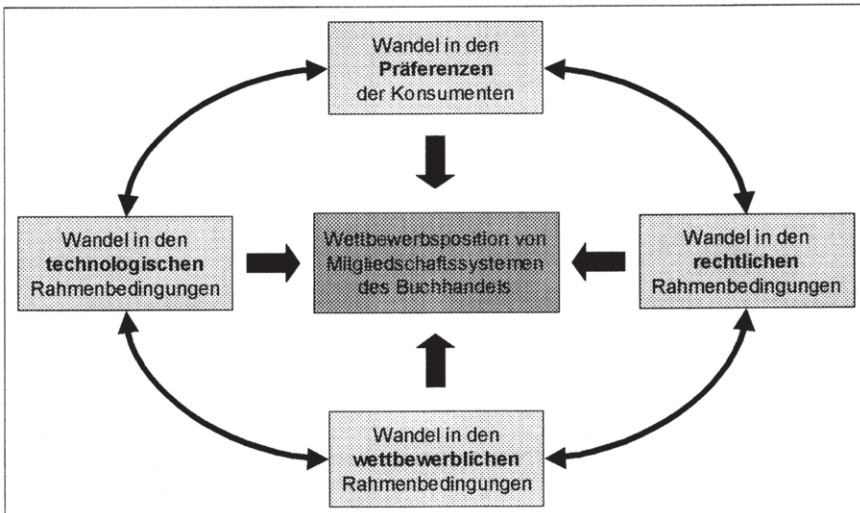 Wandel in den
Präferenzen
der Konsumenten
Wandel in den
technologischen
Rahmenbedingungen
Wettbewerbsposition von
Mitgliedschaftssystemen
des Buchhandels
Wandel in den
rechtlichen
Rahmenbedingungen
Wandel in den
wettbewerblichen
Rahmenbedingungen